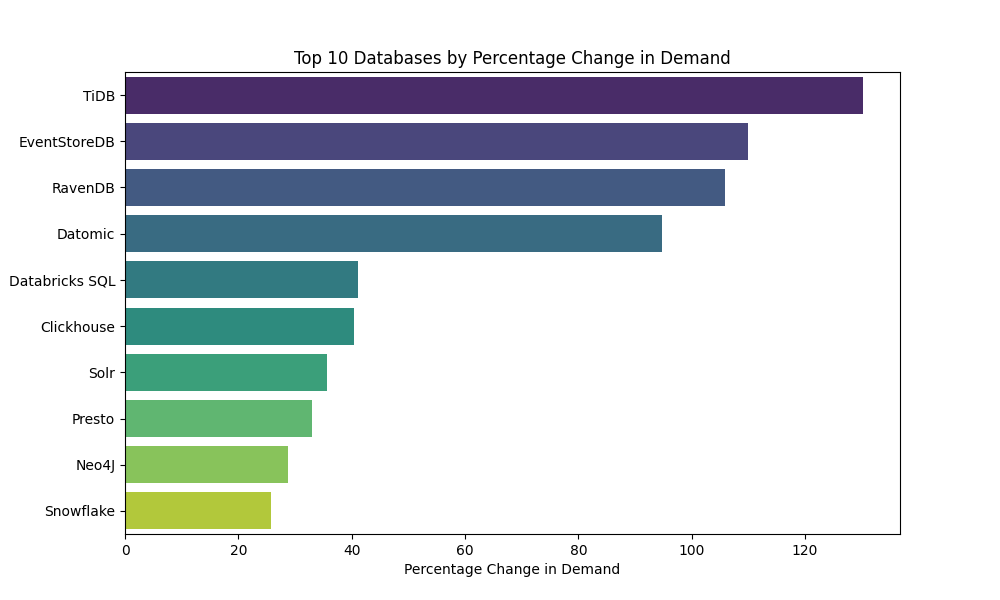 Top 10 Databases by Percentage Change in Demand
TiDB
EventStoreDB
RavenDB
Datomic
Databricks SQL
Clickhouse
Solr
Presto
Neo4J
Snowflake
0 20 40 60 80 100 120
Percentage Change in Demand